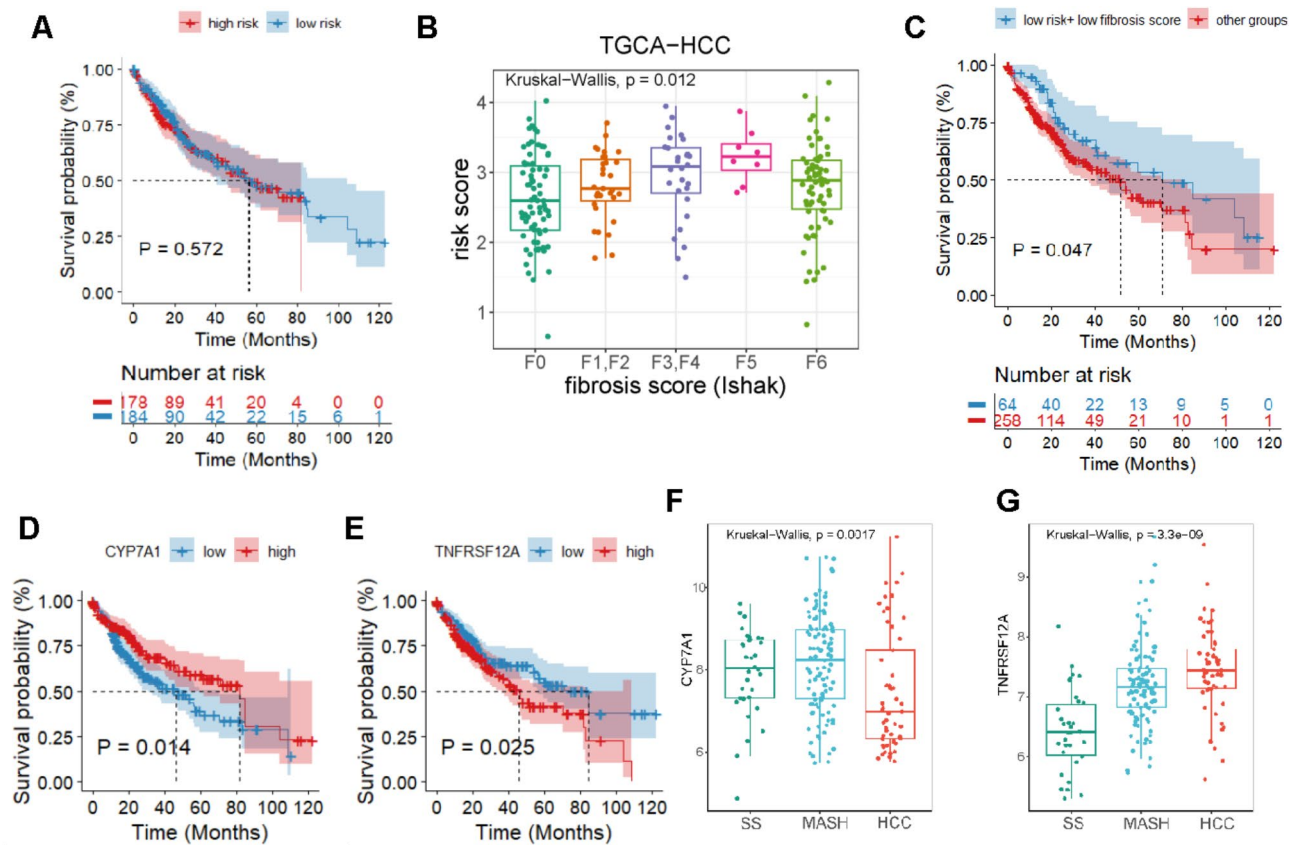 A
high risk low risk
Survival probability (%)
1.00
0.75
0.50
0.25
0.00
P = 0.572
0 20 40 60 80 100 120
Time (Months)
Number at risk
178 89 41 20 4 0 0
184 90 42 22 15 6 1
0 20 40 60 80 100 120
Time (Months)
B
TGCA-HCC
Kruskal-Wallis, p = 0.012
risk score
4
3
2
1
F0 F1,F2 F3,F4 F5 F6
fibrosis score (Ishak)
C
low risk+ low fifbrosis score other groups
Survival probability (%)
1.00
0.75
0.50
0.25
0.00
P = 0.047
0 20 40 60 80 100 120
Time (Months)
Number at risk
64 40 22 13 9 5 0
258 114 49 21 10 1 1
0 20 40 60 80 100 120
Time (Months)
D
CYP7A1 low high
Survival probability (%)
1.00
0.75
0.50
0.25
0.00
P = 0.014
0 20 40 60 80 100 120
Time (Months)
E
TNFRSF12A low high
Survival probability (%)
1.00
0.75
0.50
0.25
0.00
P = 0.025
0 20 40 60 80 100 120
Time (Months)
F
Kruskal-Wallis, p = 0.0017
CYP7A1
10
8
6
SS MASH HCC
G
Kruskal-Wallis, p = 3.3e-09
TNFRSF12A
9
8
7
6
SS MASH HCC